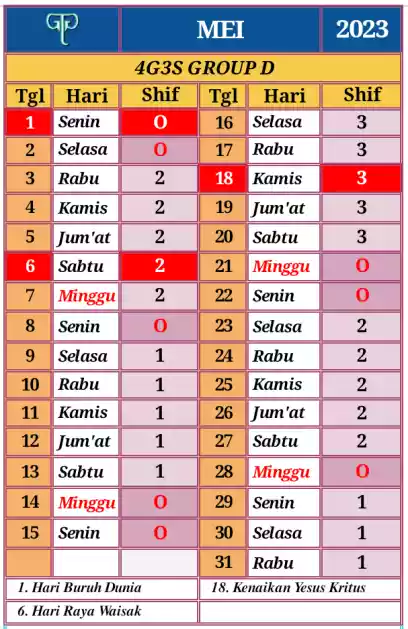 MEI 2023
4G3S GROUP D
Tgl Hari Shif Tgl Hari Shif
1 Senin O 16 Selasa 3
2 Selasa O 17 Rabu 3
3 Rabu 2 18 Kamis 3
4 Kamis 2 19 Jum'at 3
5 Jum'at 2 20 Sabtu 3
6 Sabtu 2 21 Minggu O
7 Minggu 2 22 Senin O
8 Senin O 23 Selasa 2
9 Selasa 1 24 Rabu 2
10 Rabu 1 25 Kamis 2
11 Kamis 1 26 Jum'at 2
12 Jum'at 1 27 Sabtu 2
13 Sabtu 1 28 Minggu O
14 Minggu O 29 Senin 1
15 Senin O 30 Selasa 1
31 Rabu 1
1. Hari Buruh Dunia 18. Kenaikan Yesus Kritus
6. Hari Raya Waisak